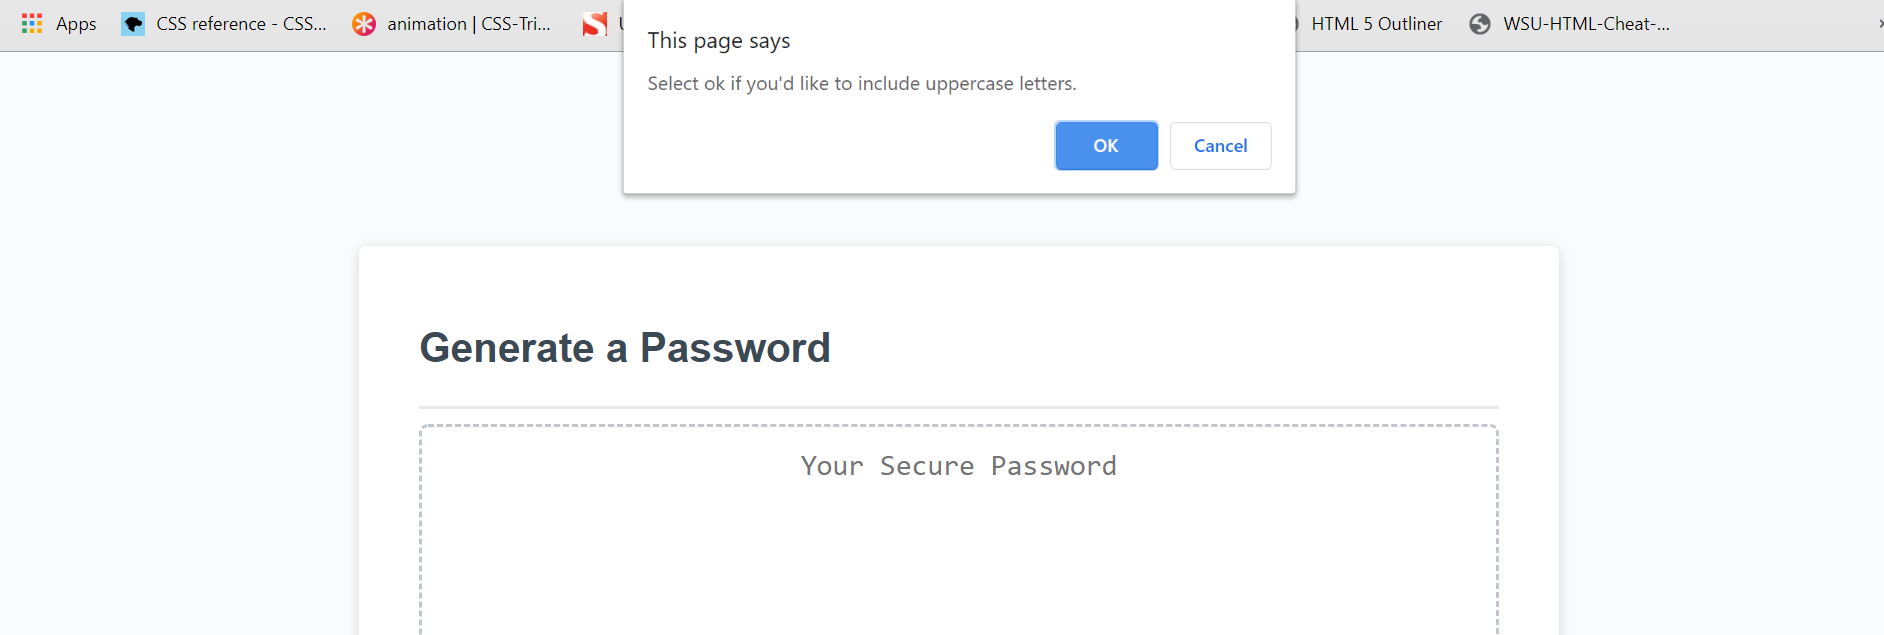 Apps CSS reference - CSS... animation | CSS-Tri... HTML 5 Outliner WSU-HTML-Cheat-...
This page says
Select ok if you'd like to include uppercase letters.
OK Cancel
Generate a Password
Your Secure Password